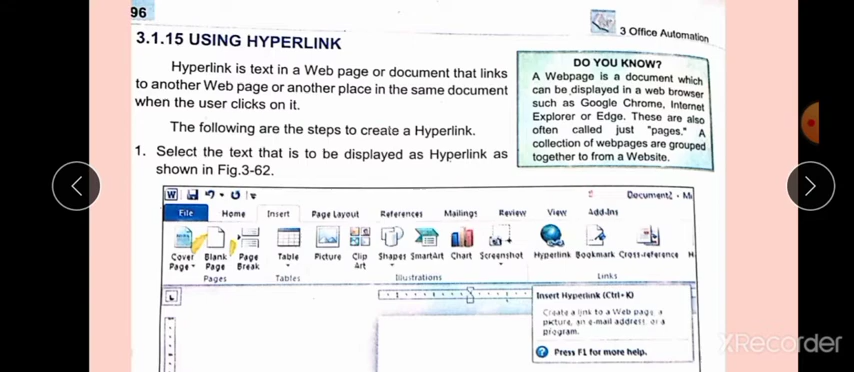 96
3 Office Automation
3.1.15 USING HYPERLINK
Hyperlink is text in a Web page or document that links
to another Web page or another place in the same document
when the user clicks on it.
The following are the steps to create a Hyperlink.
1. Select the text that is to be displayed as Hyperlink as
shown in Fig.3-62.
DO YOU KNOW?
A Webpage is a document which
can be displayed in a web browser
such as Google Chrome, Internet
Explorer or Edge. These are also
often called just "pages." A
collection of webpages are grouped
together to from a Website.
W Document2 - Mi
File Home Insert Page Layout References Mailings Review View Add-Ins
Cover Blank Page Table Picture Clip Shapes SmartArt Chart Screenshot Hyperlink Bookmark Cross-reference H
Page Page Break Art
Pages Tables Illustrations Links
L
Insert Hyperlink (Ctrl+K)
Create a link to a Web page, a
picture, an e-mail address, or a
program.
Press F1 for more help.
XRecorder